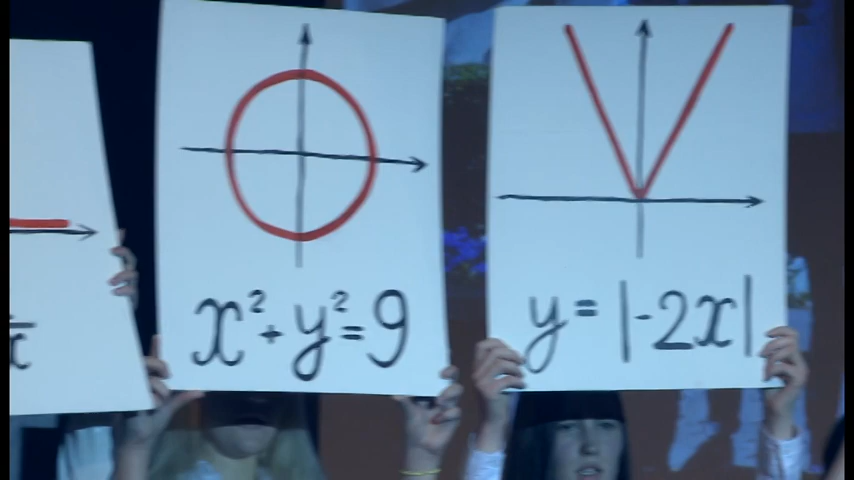 x² + y² = 9
y = |-2x|